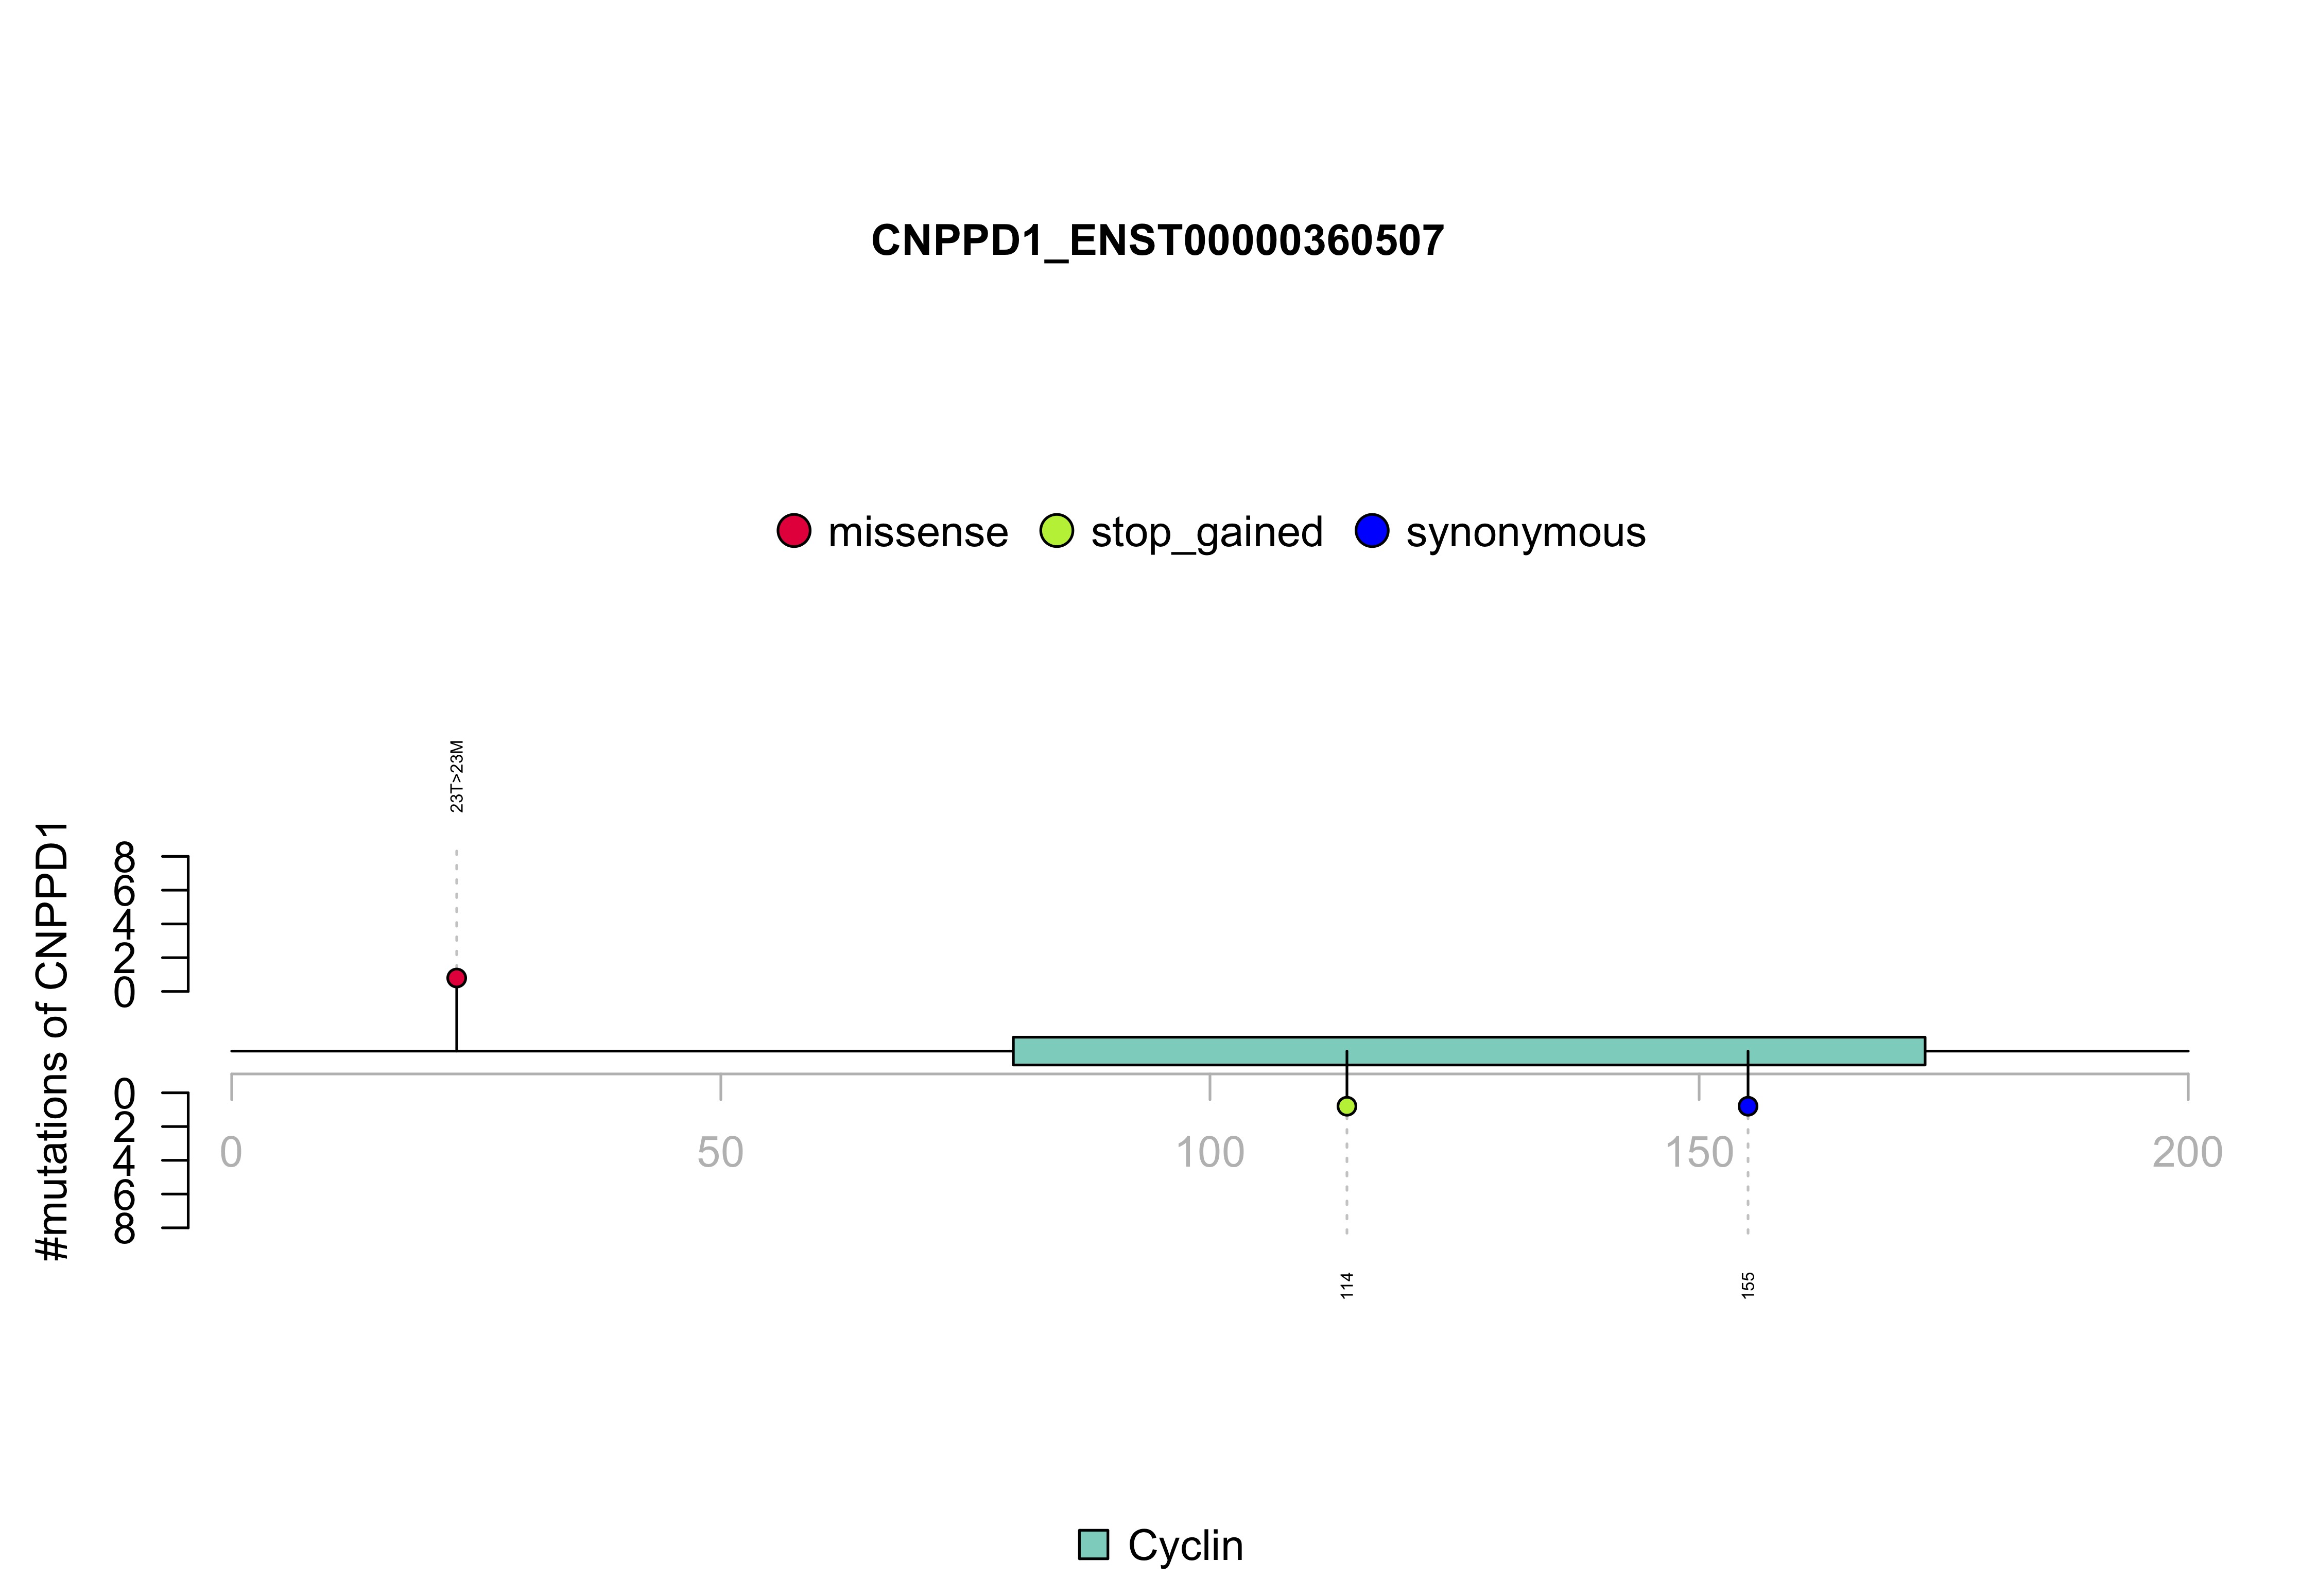 CNPPD1_ENST00000360507
missense stop_gained synonymous
23T>23M
#mutations of CNPPD1
8
6
4
2
0
0
2
4
6
8
0 50 100 150 200
114 155
Cyclin